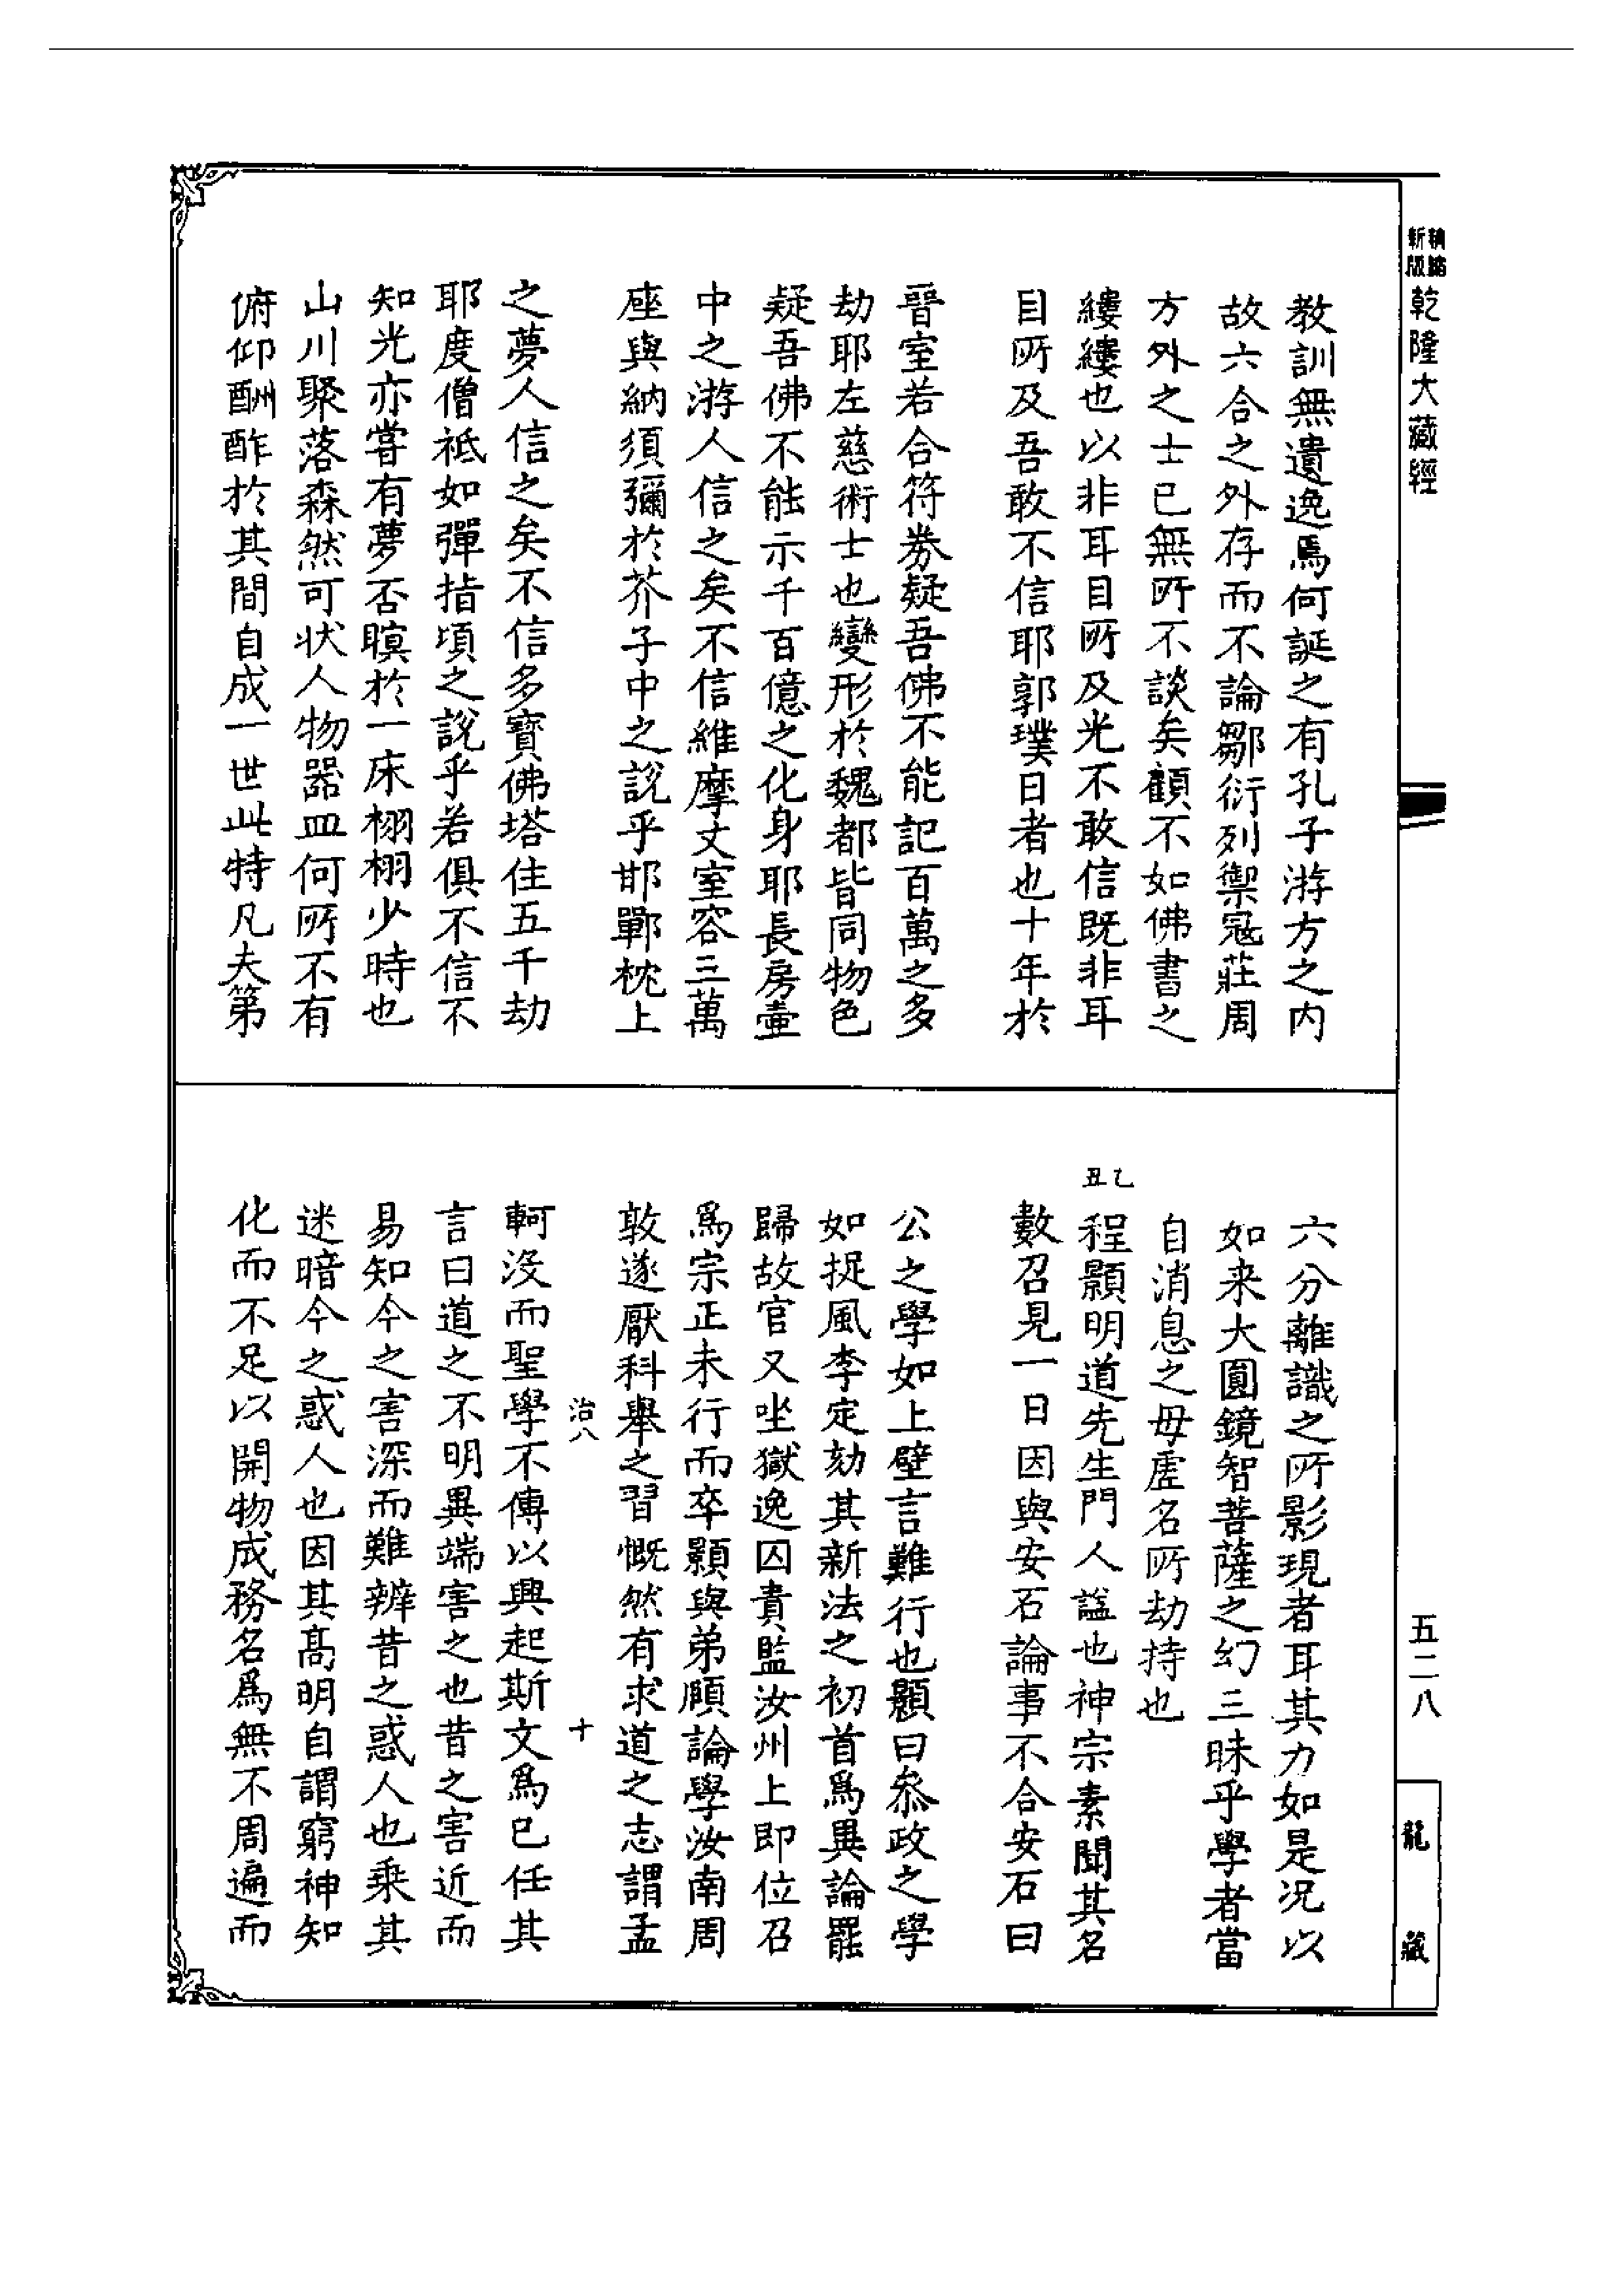 精縮
新版
乾隆大藏經
教訓無遺逸焉何誕之有孔子游方之内
故六合之外存而不論鄒衍列禦寇莊周
方外之士已無所不談矣顧不如佛書之
縷縷也以非耳目所及光不敢信既非耳
目所及吾敢不信耶郭璞日者也十年於
晉室若合符券疑吾佛不能記百萬之多
劫耶左慈術士也變形於魏都皆同物色
疑吾佛不能示千百億之化身耶長房壷
中之游人信之矣不信維摩丈室容三萬
座與納須彌於芥子中之說乎邯鄲枕上
之夢人信之矣不信多寶佛塔住五千劫
耶度僧祇如彈指頃之說乎若俱不信不
知光亦甞有夢否瞑於一床栩栩少時也
山川聚落森然可状人物器皿何所不有
俯仰酬酢於其間自成一世此特凡夫第
六分離識之所影現者耳其力如是况以
如来大圓鏡智菩薩之幻三昧乎學者當
自消息之毋虗名所劫持也
乙丑
程顥明道先生門人諡也神宗素聞其名
數召見一日因與安石論事不合安石曰
公之學如上壁言難行也顥曰叅政之學
如捉風李定劾其新法之初首爲異論罷
歸故官又坐獄逸囚責監汝州上即位召
爲宗正未行而卒顥與弟頤論學汝南周
敦遂厭科舉之習慨然有求道之志謂孟
治八
十
軻没而聖學不傳以興起斯文爲已任其
言曰道之不明異端害之也昔之害近而
易知今之害深而難辨昔之惑人也乗其
迷暗今之惑人也因其髙明自謂窮神知
化而不足以開物成務名爲無不周遍而
五二八
龍藏